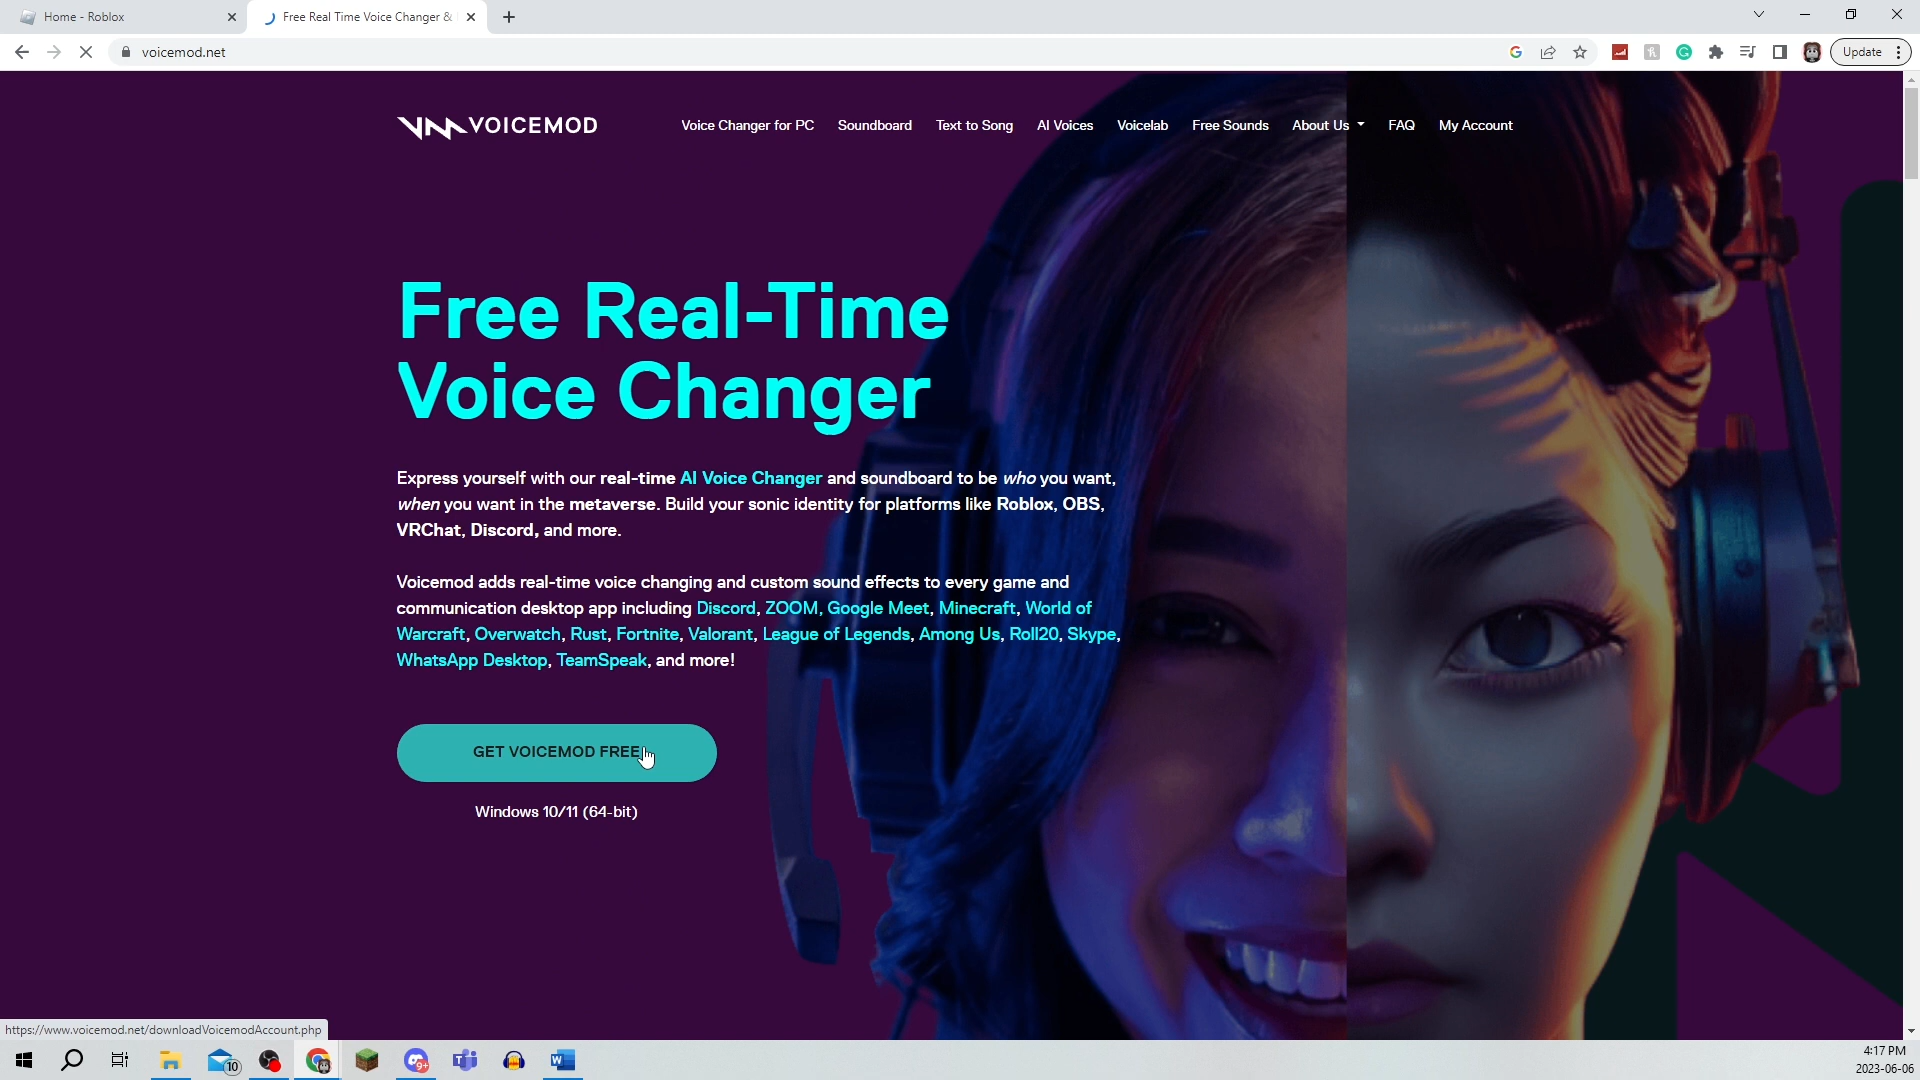 Home - Roblox
Free Real Time Voice Changer &
voicemod.net
Update
VOICEMOD
Voice Changer for PC
Soundboard
Text to Song
AI Voices
Voicelab
Free Sounds
About Us
FAQ
My Account
Free Real-Time
Voice Changer
Express yourself with our real-time AI Voice Changer and soundboard to be who you want,
when you want in the metaverse. Build your sonic identity for platforms like Roblox, OBS,
VRChat, Discord, and more.
Voicemod adds real-time voice changing and custom sound effects to every game and
communication desktop app including Discord, ZOOM, Google Meet, Minecraft, World of
Warcraft, Overwatch, Rust, Fortnite, Valorant, League of Legends, Among Us, Roll20, Skype,
WhatsApp Desktop, TeamSpeak, and more!
GET VOICEMOD FREE
Windows 10/11 (64-bit)
https://www.voicemod.net/downloadVoicemodAccount.php
10
9+
4:17 PM
2023-06-06